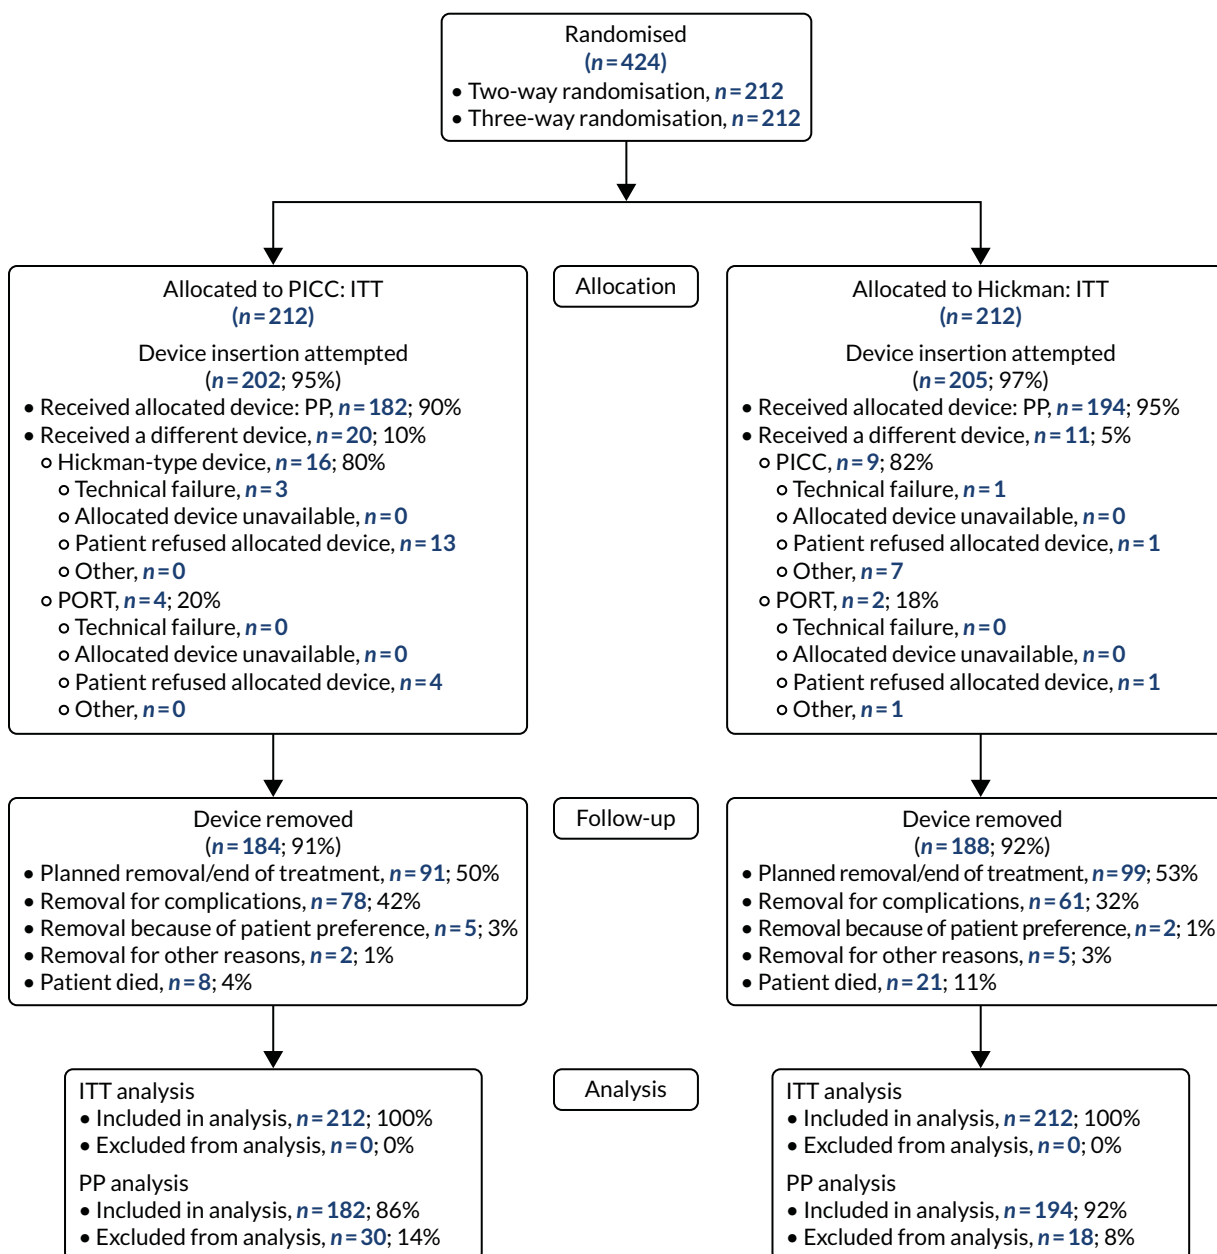 Randomised
(n=424)
• Two-way randomisation, n=212
• Three-way randomisation, n=212
Allocation
Allocated to PICC: ITT
(n=212)
Device insertion attempted
(n=202; 95%)
• Received allocated device: PP, n=182; 90%
• Received a different device, n=20; 10%
Hickman-type device, n=16; 80%
Technical failure, n=3
Allocated device unavailable, n=0
Patient refused allocated device, n=13
Other, n=0
PORT, n=4; 20%
Technical failure, n=0
Allocated device unavailable, n=0
Patient refused allocated device, n=4
Other, n=0
Allocated to Hickman: ITT
(n=212)
Device insertion attempted
(n=205; 97%)
• Received allocated device: PP, n=194; 95%
• Received a different device, n=11; 5%
PICC, n=9; 82%
Technical failure, n=1
Allocated device unavailable, n=0
Patient refused allocated device, n=1
Other, n=7
PORT, n=2; 18%
Technical failure, n=0
Allocated device unavailable, n=0
Patient refused allocated device, n=1
Other, n=1
Follow-up
Device removed
(n=184; 91%)
• Planned removal/end of treatment, n=91; 50%
• Removal for complications, n=78; 42%
• Removal because of patient preference, n=5; 3%
• Removal for other reasons, n=2; 1%
• Patient died, n=8; 4%
Device removed
(n=188; 92%)
• Planned removal/end of treatment, n=99; 53%
• Removal for complications, n=61; 32%
• Removal because of patient preference, n=2; 1%
• Removal for other reasons, n=5; 3%
• Patient died, n=21; 11%
Analysis
ITT analysis
• Included in analysis, n=212; 100%
• Excluded from analysis, n=0; 0%
PP analysis
• Included in analysis, n=182; 86%
• Excluded from analysis, n=30; 14%
ITT analysis
• Included in analysis, n=212; 100%
• Excluded from analysis, n=0; 0%
PP analysis
• Included in analysis, n=194; 92%
• Excluded from analysis, n=18; 8%